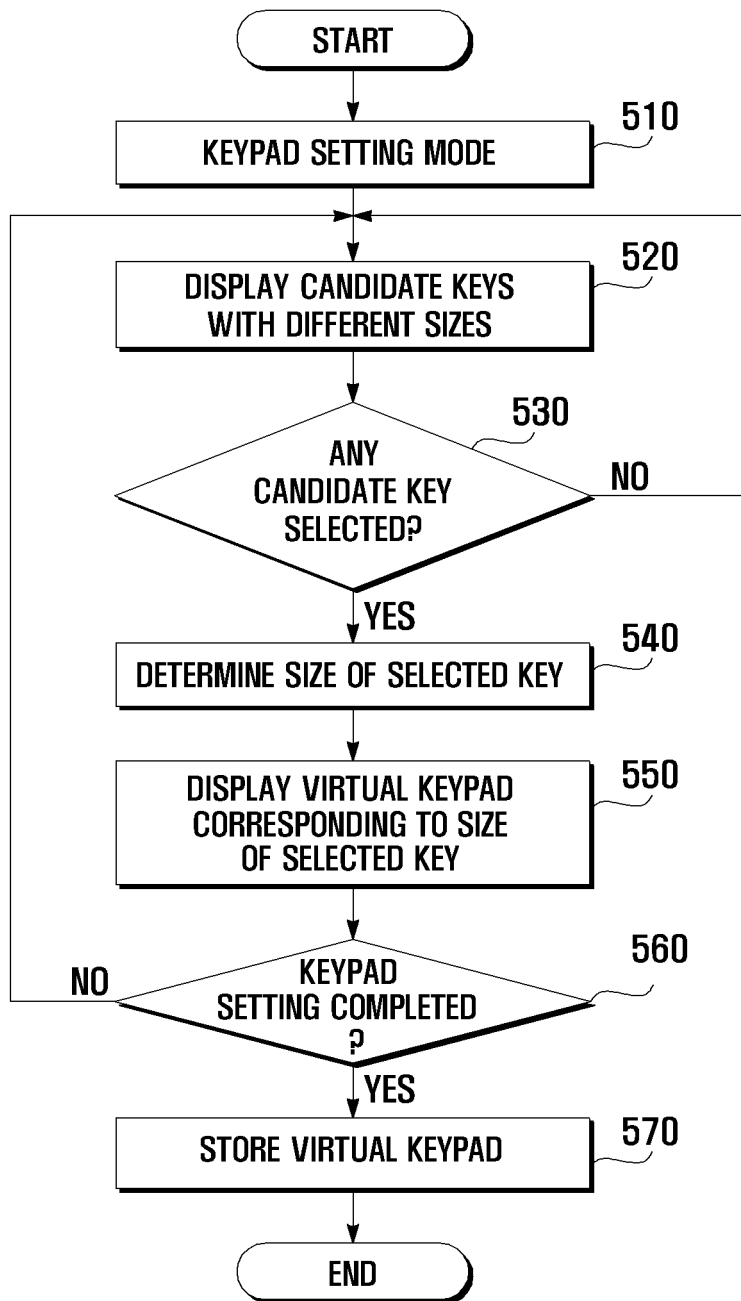 START
510
KEYPAD SETTING MODE
520
DISPLAY CANDIDATE KEYS
WITH DIFFERENT SIZES
530
ANY
CANDIDATE KEY
SELECTED?
NO
YES
540
DETERMINE SIZE OF SELECTED KEY
550
DISPLAY VIRTUAL KEYPAD
CORRESPONDING TO SIZE
OF SELECTED KEY
560
NO
KEYPAD
SETTING COMPLETED
?
YES
570
STORE VIRTUAL KEYPAD
END